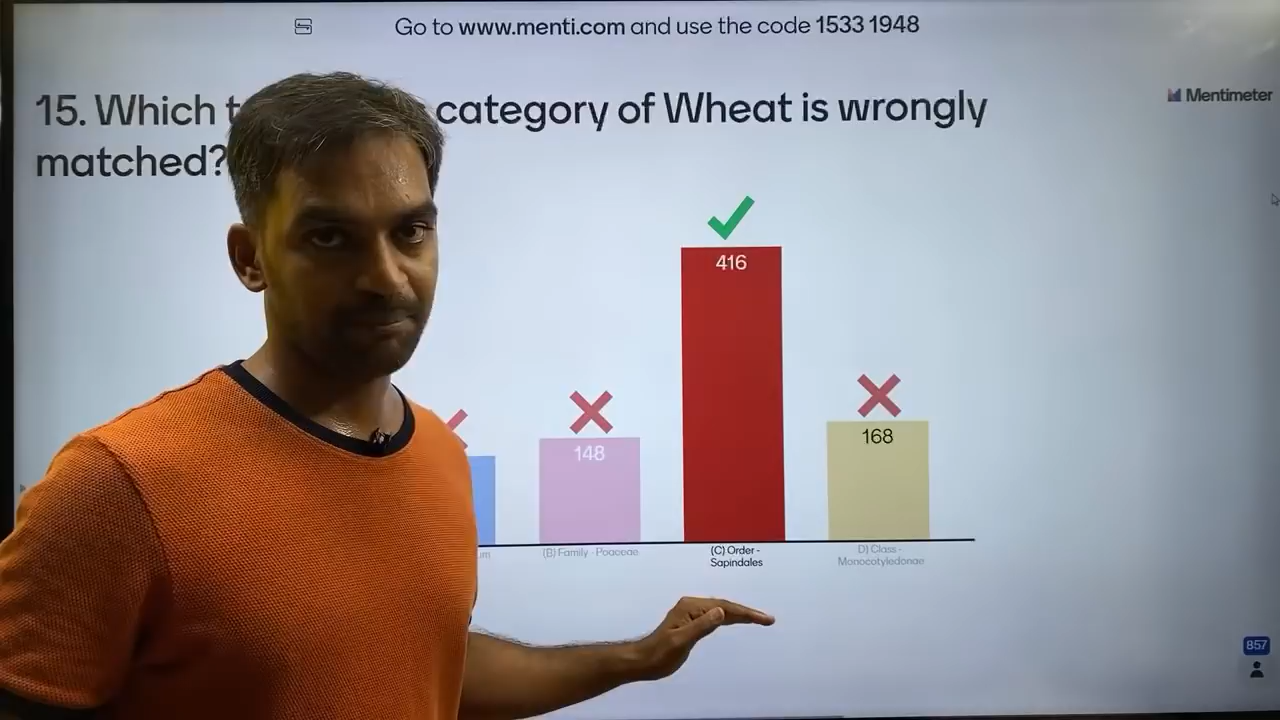 Go to www.menti.com and use the code 1533 1948
Mentimeter
15. Which category of Wheat is wrongly
matched?
416
148
168
(B) Family - Poaceae
(C) Order -
Sapindales
D) Class -
Monocotyledonae
857